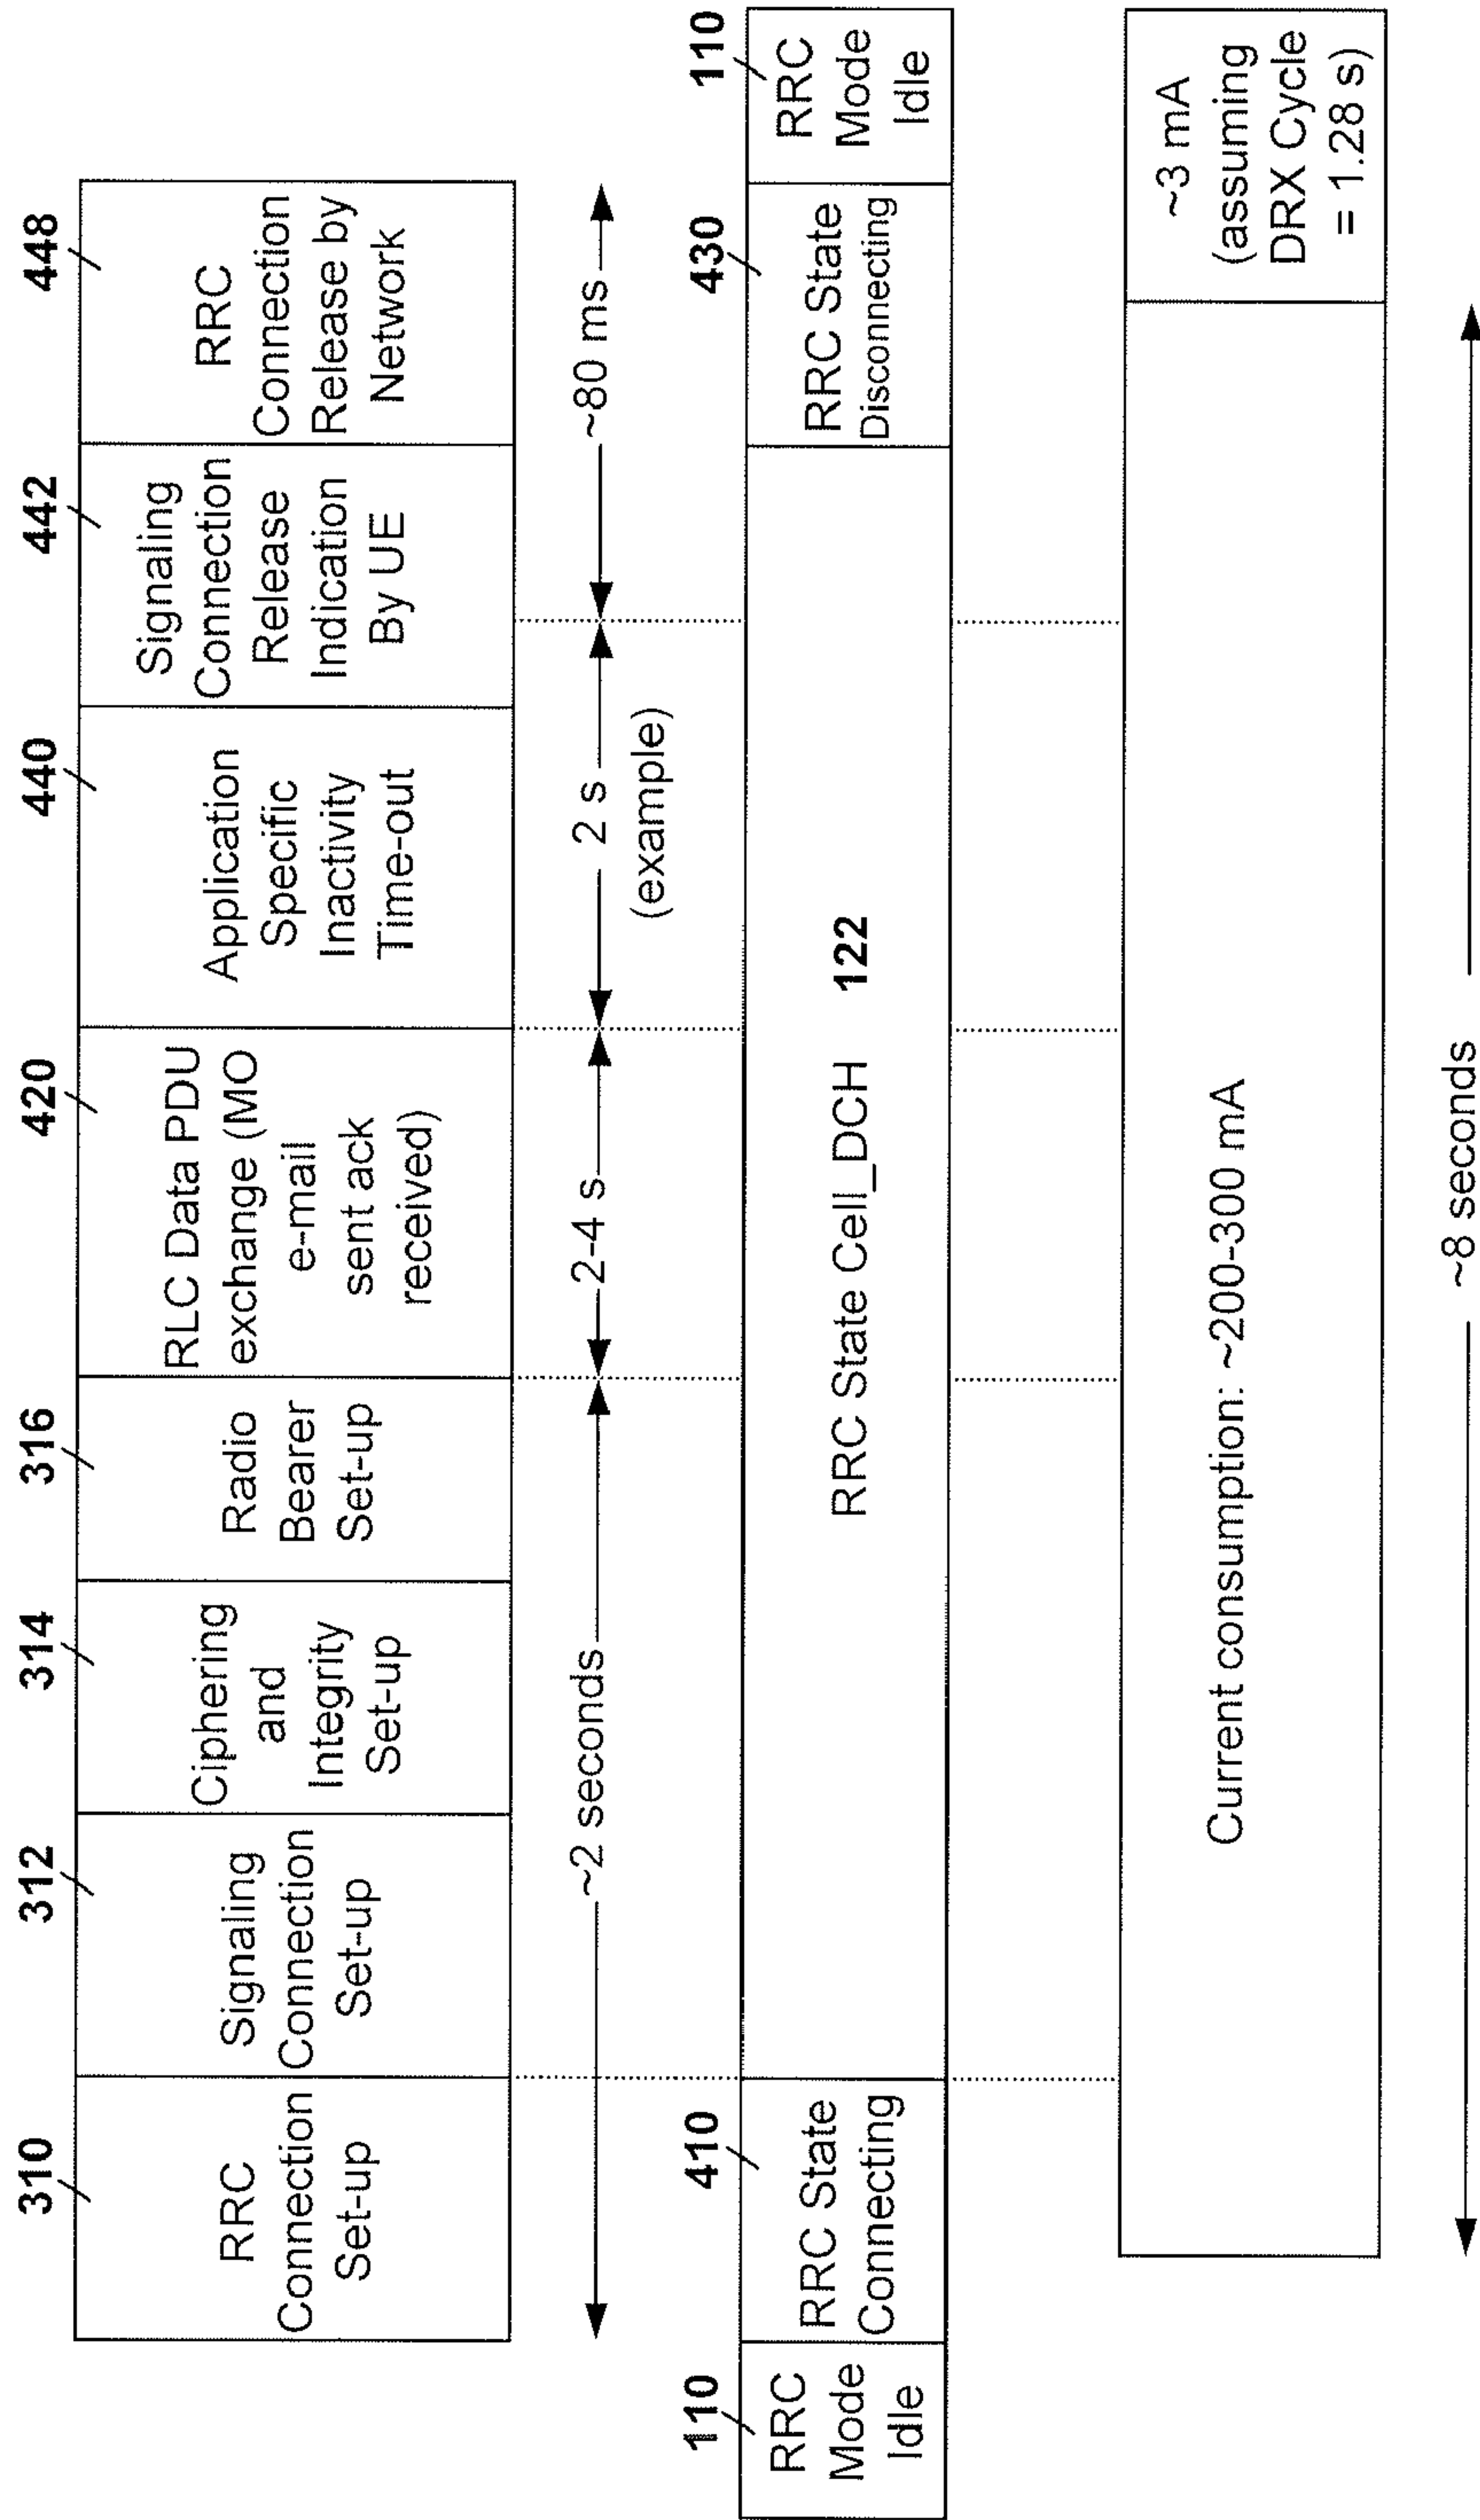 310
312
314
316
420
440
442
448
RRC
Connection
Set-up
Signaling
Connection
Set-up
Ciphering
and
Integrity
Set-up
Radio
Bearer
Set-up
RLC Data PDU
exchange (MO
e-mail
sent ack
received)
Application
Specific
Inactivity
Time-out
Signaling
Connection
Release
Indication
By UE
RRC
Connection
Release by
Network
~2 seconds
2-4 s
2 s
(example)
~80 ms
110
410
430
110
RRC
Mode
Idle
RRC State
Connecting
RRC State Cell_DCH 122
RRC State
Disconnecting
RRC
Mode
Idle
Current consumption: ~200-300 mA
~3 mA
(assuming
DRX Cycle
= 1.28 s)
~8 seconds